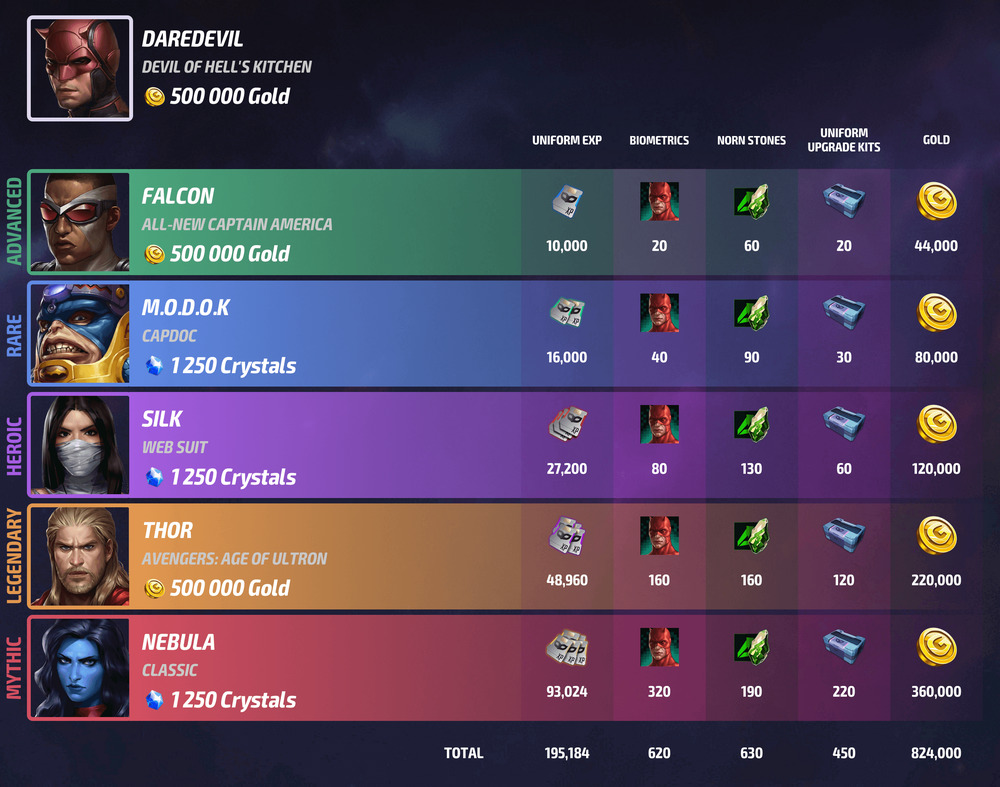 DAREDEVIL
DEVIL OF HELL'S KITCHEN
500 000 Gold
UNIFORM EXP BIOMETRICS NORN STONES UNIFORM UPGRADE KITS GOLD
ADVANCED
FALCON
ALL-NEW CAPTAIN AMERICA
500 000 Gold
10,000 20 60 20 44,000
RARE
M.O.D.O.K
CAPDOC
1 250 Crystals
16,000 40 90 30 80,000
HEROIC
SILK
WEB SUIT
1 250 Crystals
27,200 80 130 60 120,000
LEGENDARY
THOR
AVENGERS: AGE OF ULTRON
500 000 Gold
48,960 160 160 120 220,000
MYTHIC
NEBULA
CLASSIC
1 250 Crystals
93,024 320 190 220 360,000
TOTAL 195,184 620 630 450 824,000